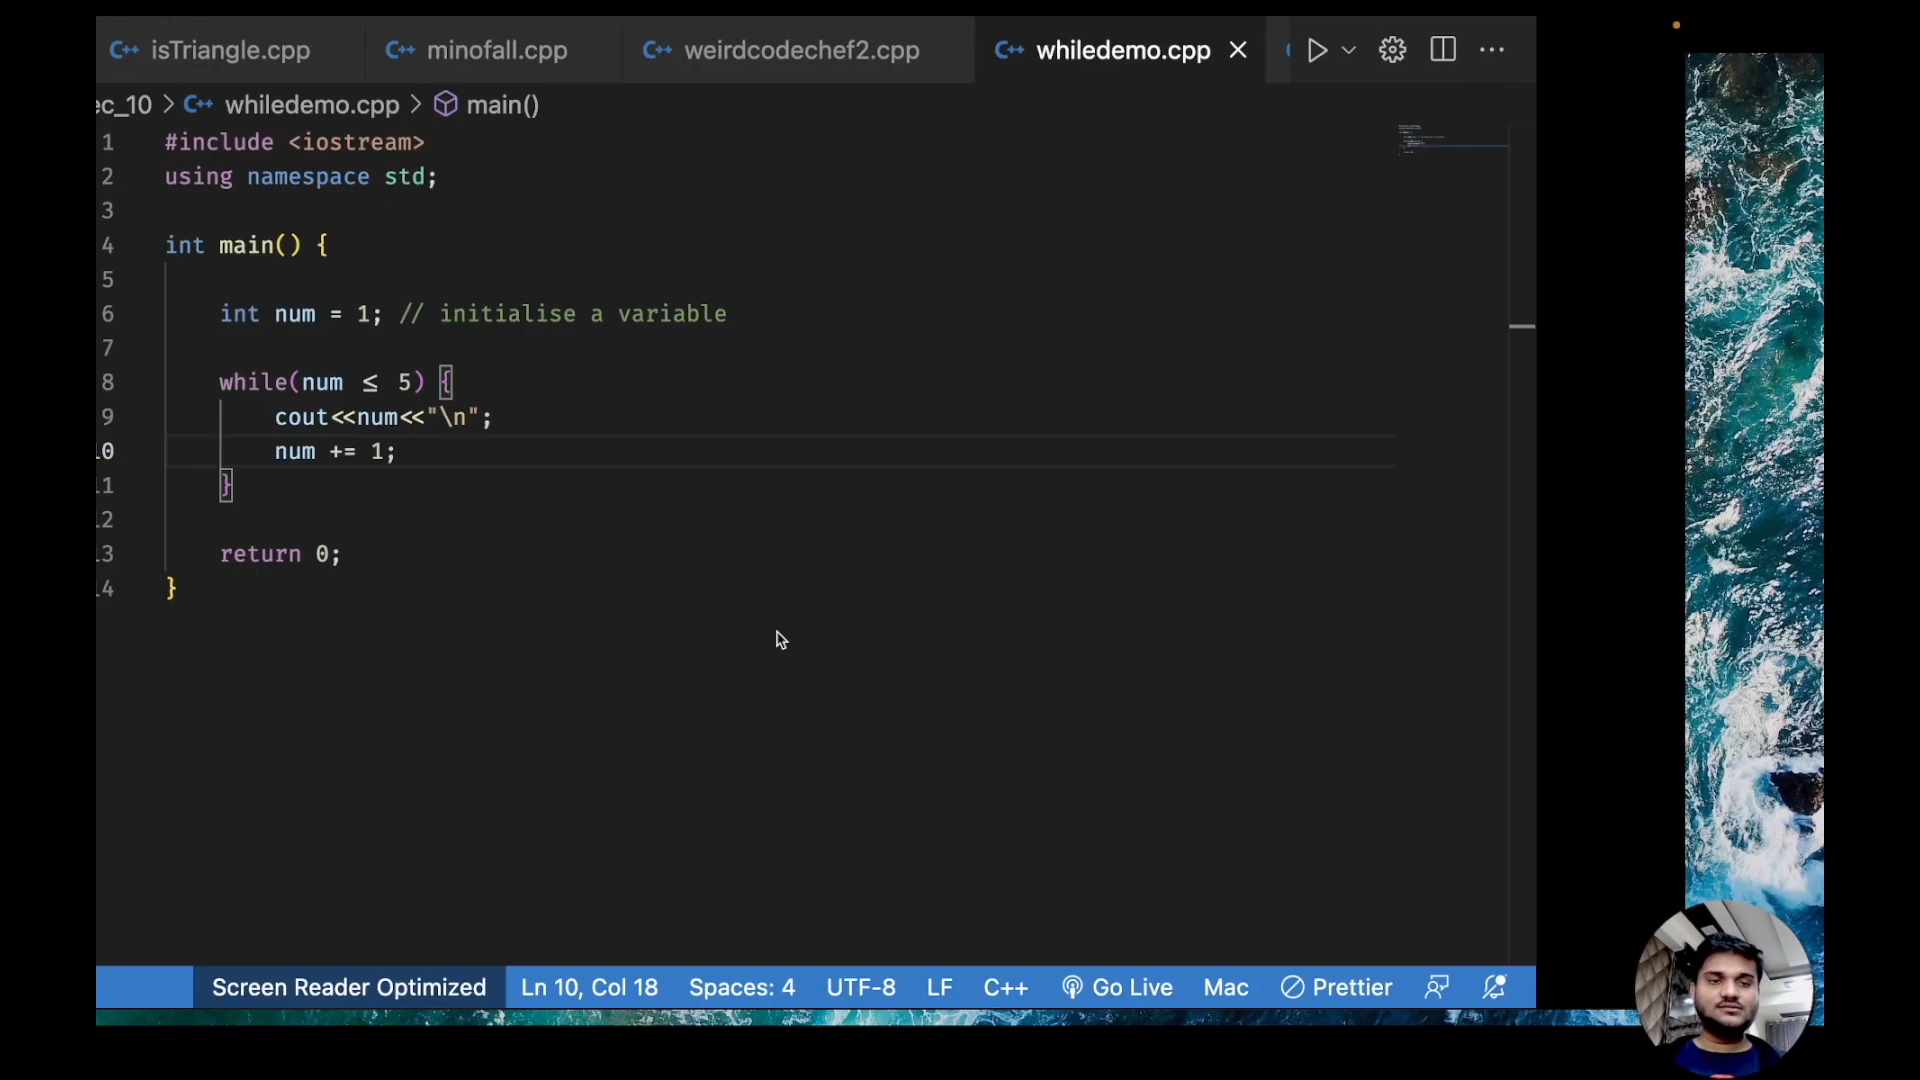 C++ isTriangle.cpp C++ minofall.cpp C++ weirdcodechef2.cpp C++ whiledemo.cpp
ec_10 > C++ whiledemo.cpp > main()
1 #include <iostream>
2 using namespace std;
3
4 int main() {
5
6 int num = 1; // initialise a variable
7
8 while(num ≤ 5) {
9 cout<<num<<"\n";
10 num += 1;
11 }
12
13 return 0;
14 }
Screen Reader Optimized Ln 10, Col 18 Spaces: 4 UTF-8 LF C++ Go Live Mac Prettier